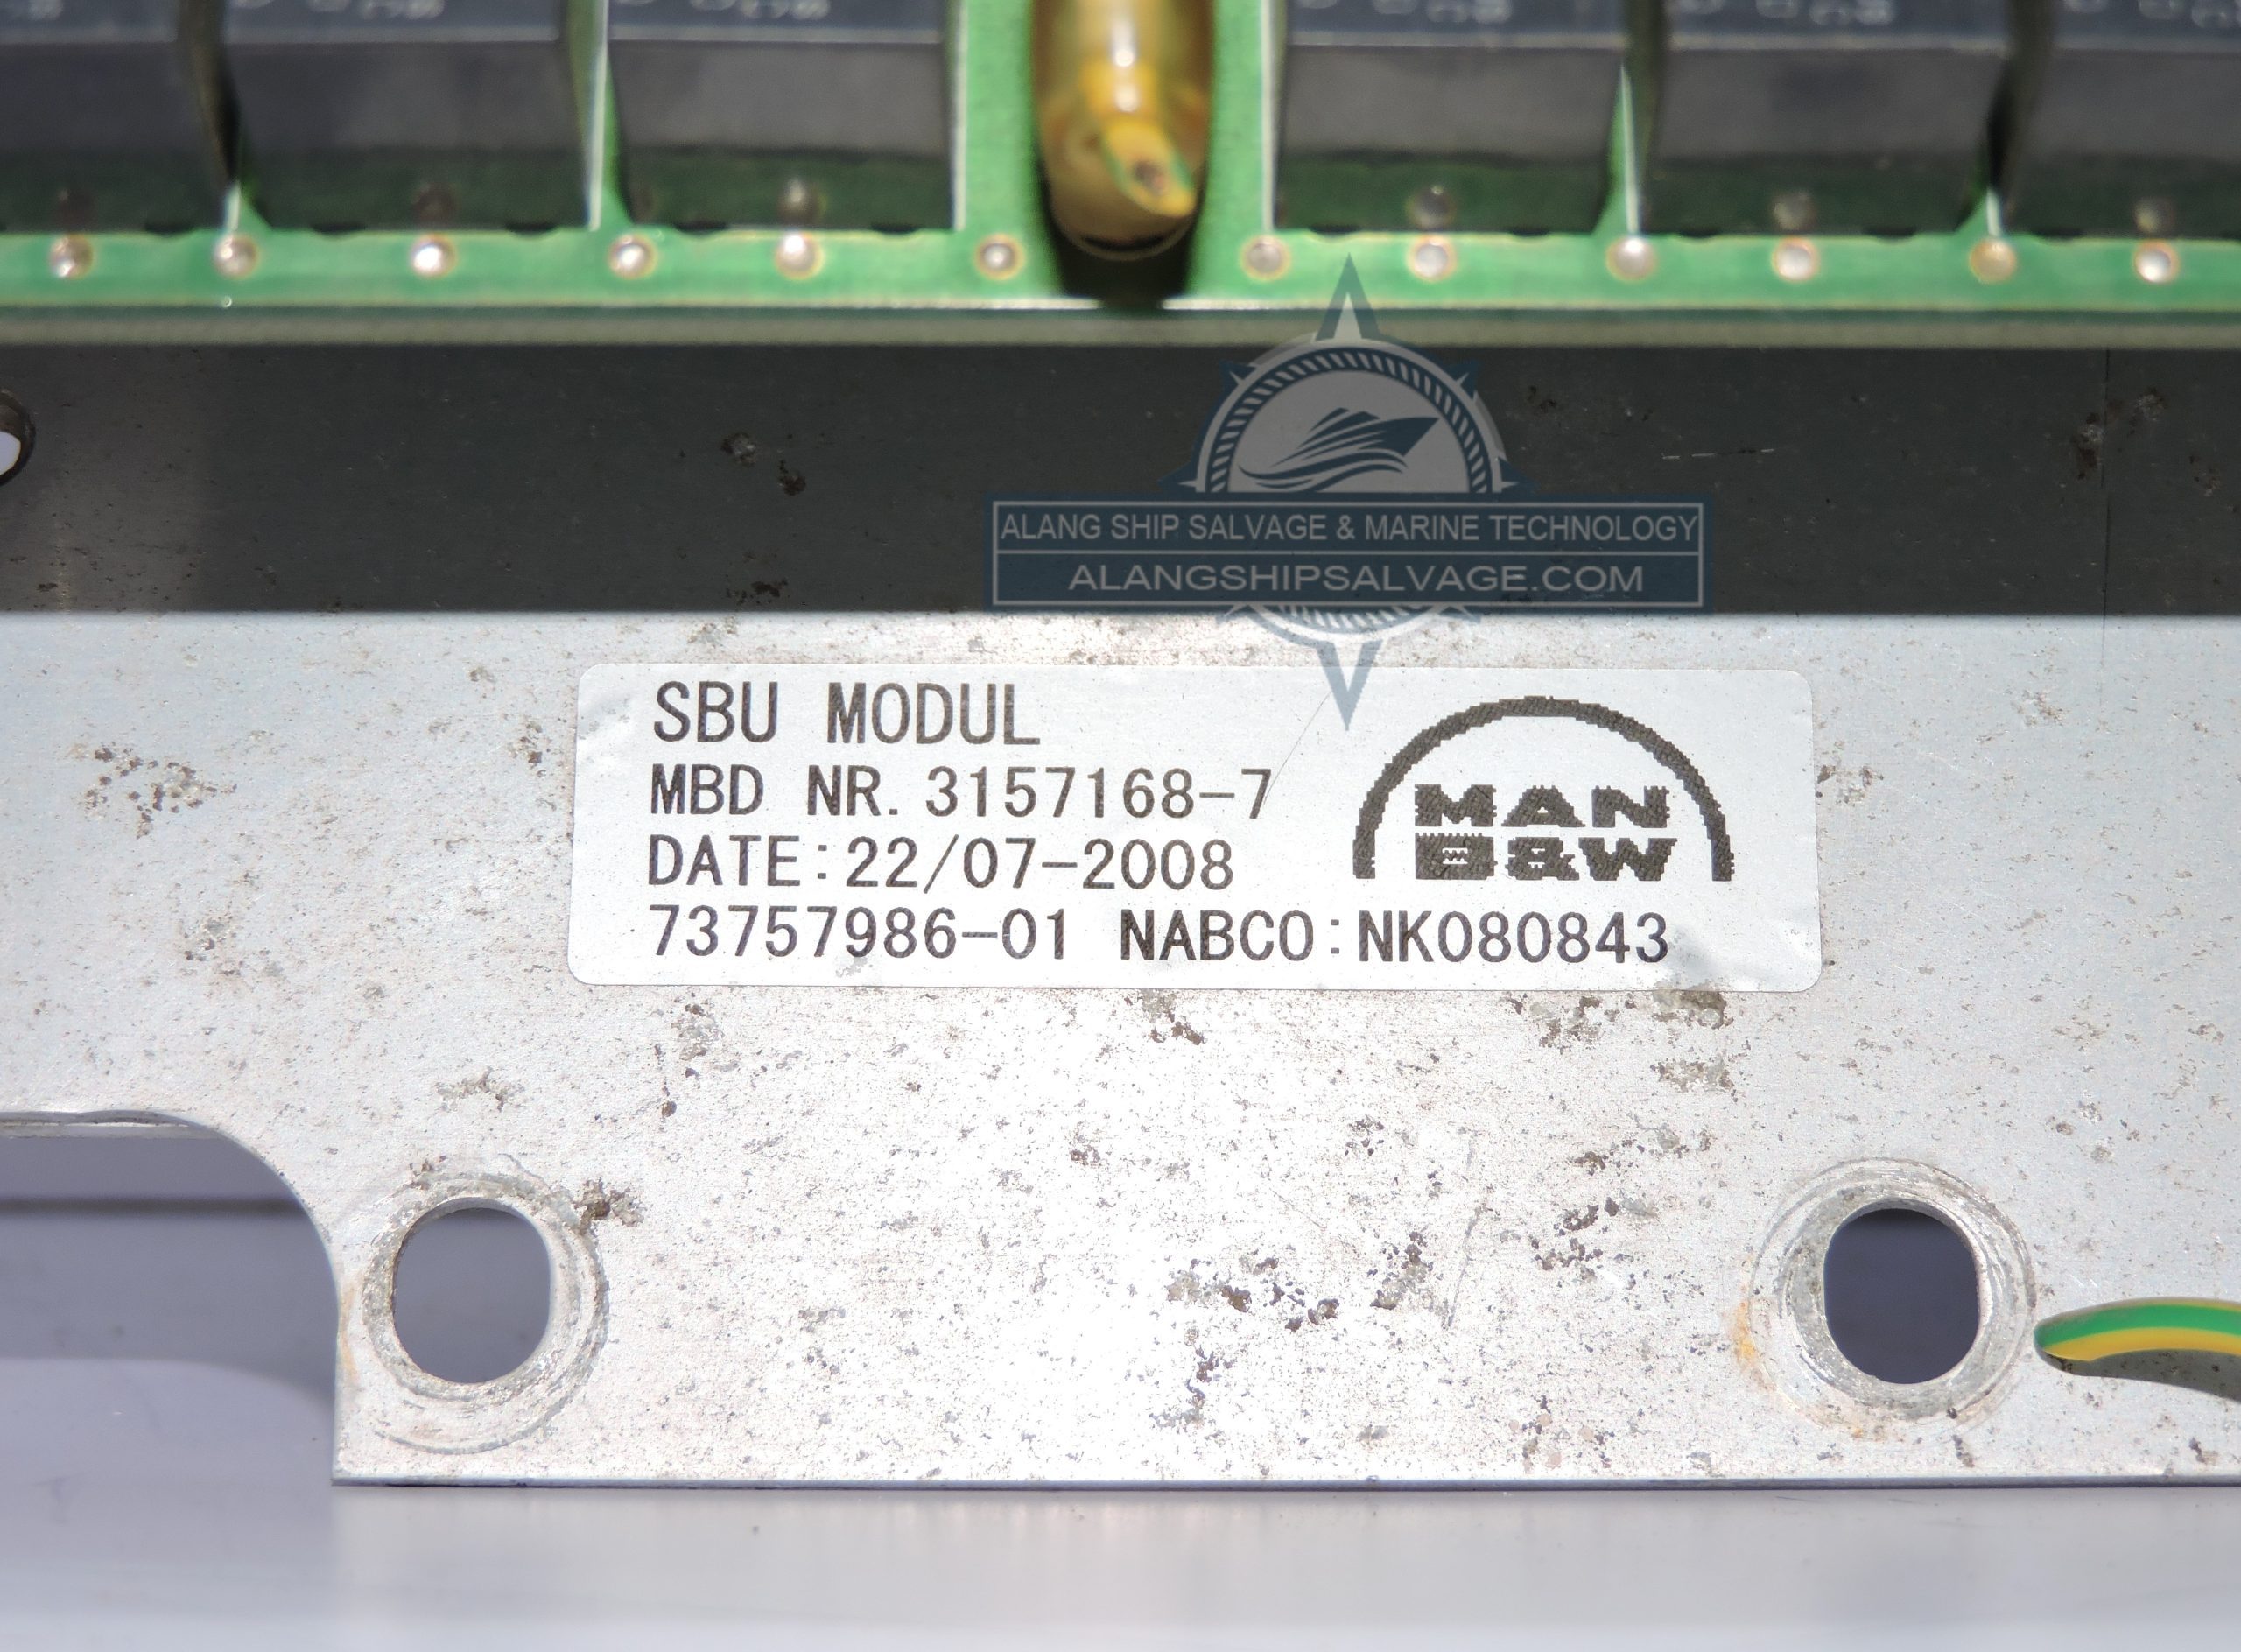 ALANG SHIP SALVAGE & MARINE TECHNOLOGY
ALANGSHIPSALVAGE.COM
SBU MODUL
MBD NR. 3157168-7
DATE:22/07-2008
73757986-01 NABCO:NK080843
MAN
B&W